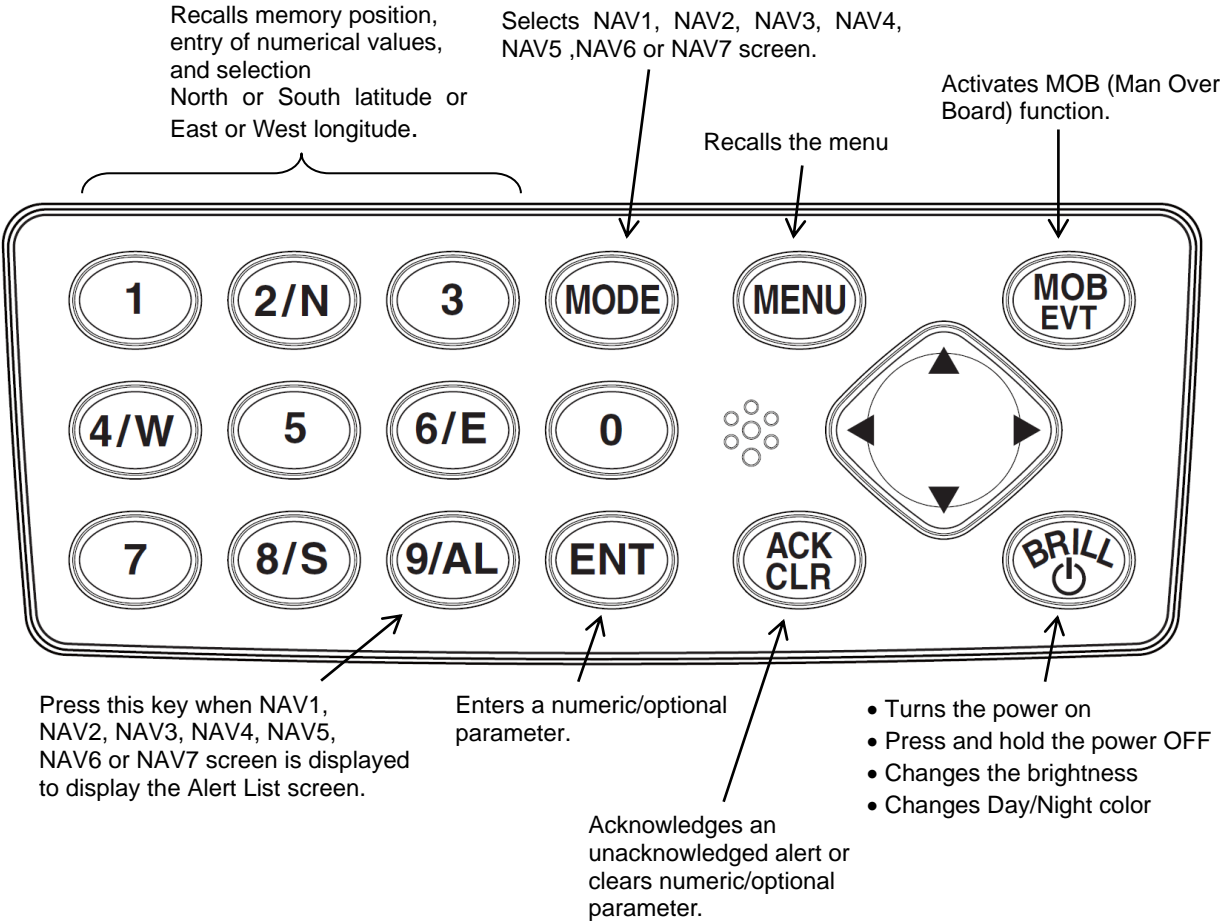 Recalls memory position,
entry of numerical values,
and selection
North or South latitude or
East or West longitude.
Selects NAV1, NAV2, NAV3, NAV4,
NAV5 ,NAV6 or NAV7 screen.
Recalls the menu
Activates MOB (Man Over
Board) function.
1
2/N
3
MODE
MENU
MOB
EVT
4/W
5
6/E
0
7
8/S
9/AL
ENT
ACK
CLR
BRILL
Press this key when NAV1,
NAV2, NAV3, NAV4, NAV5,
NAV6 or NAV7 screen is displayed
to display the Alert List screen.
Enters a numeric/optional
parameter.
Acknowledges an
unacknowledged alert or
clears numeric/optional
parameter.
• Turns the power on
• Press and hold the power OFF
• Changes the brightness
• Changes Day/Night color